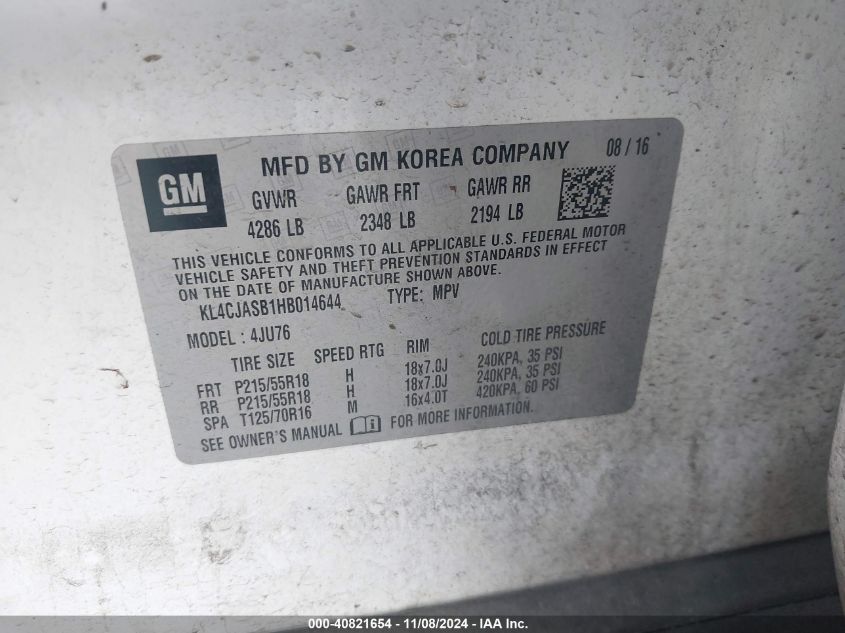 GM
MFD BY GM KOREA COMPANY 08 / 16
GVWR GAWR FRT GAWR RR
4286 LB 2348 LB 2194 LB
THIS VEHICLE CONFORMS TO ALL APPLICABLE U.S. FEDERAL MOTOR
VEHICLE SAFETY AND THEFT PREVENTION STANDARDS IN EFFECT
ON THE DATE OF MANUFACTURE SHOWN ABOVE.
KL4CJASB1HB014644 TYPE: MPV
MODEL : 4JU76
TIRE SIZE SPEED RTG RIM COLD TIRE PRESSURE
FRT P215/55R18 H 18x7.0J 240KPA, 35 PSI
RR P215/55R18 H 18x7.0J 240KPA, 35 PSI
SPA T125/70R16 M 16x4.0T 420KPA, 60 PSI
SEE OWNER'S MANUAL i FOR MORE INFORMATION.
000-40821654 - 11/08/2024 - IAA Inc.